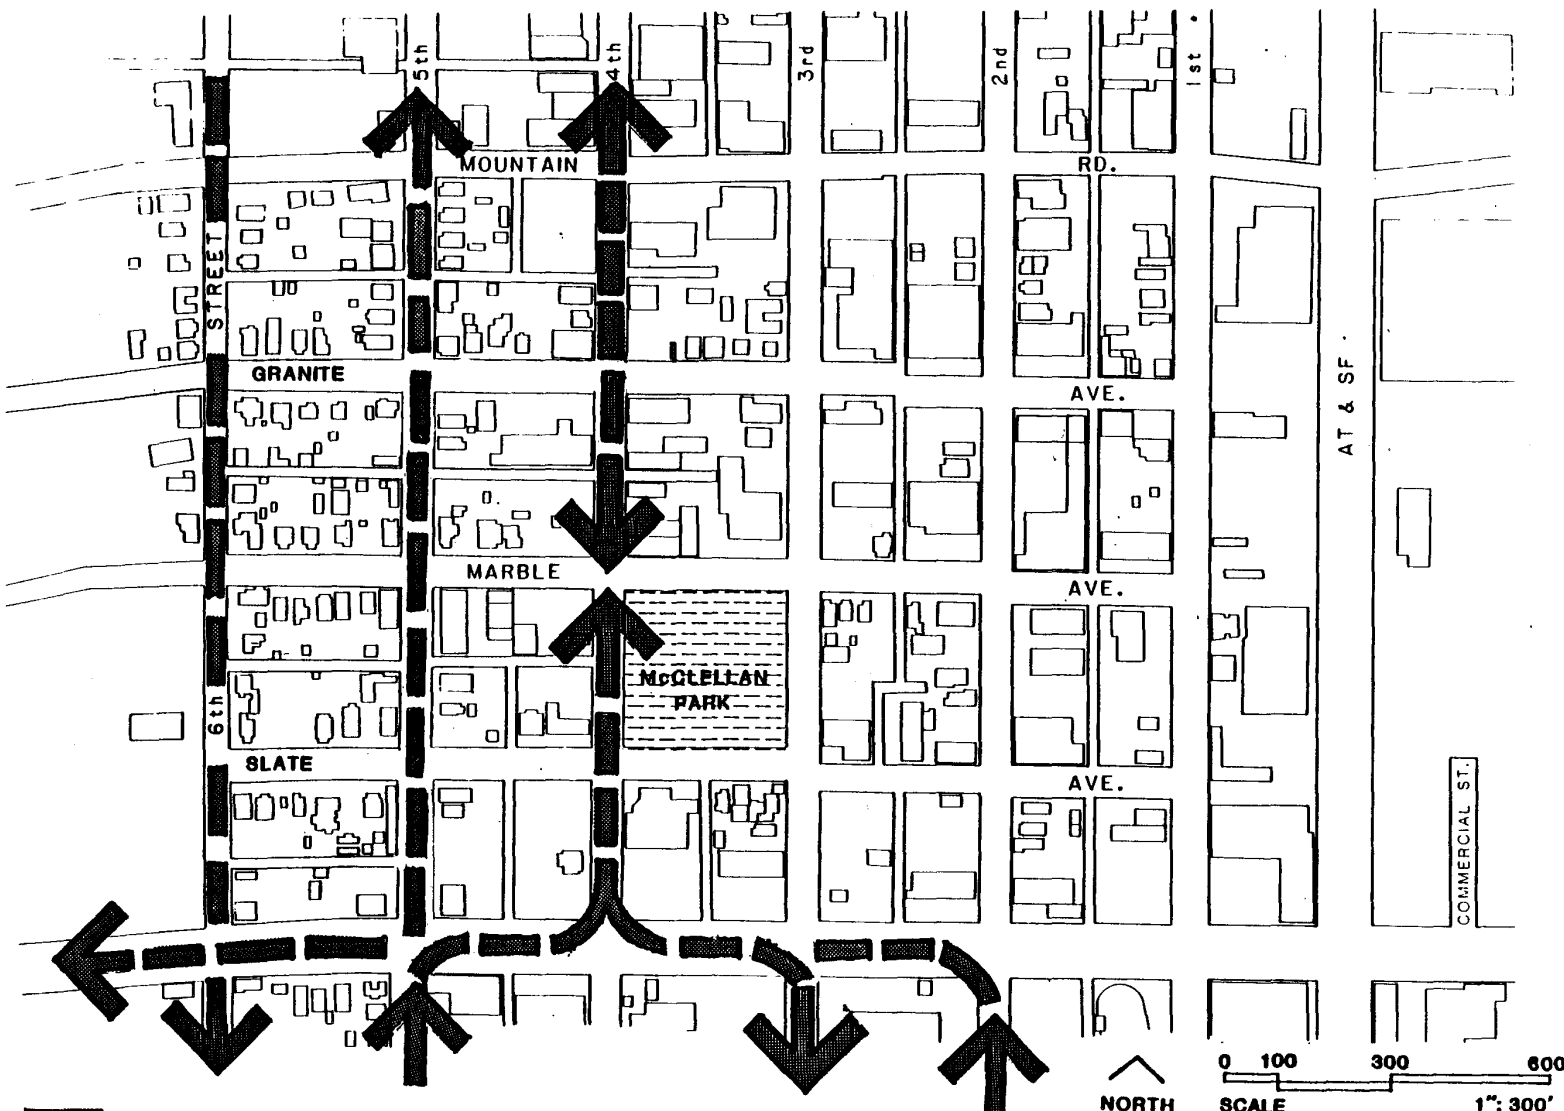 5th
4th
3rd
2nd
1st
MOUNTAIN RD.
STREET
GRANITE AVE.
AT & SF
MARBLE AVE.
McCLELLAN
PARK
6th
SLATE AVE.
COMMERCIAL ST.
0 100 300 600
NORTH SCALE 1": 300'